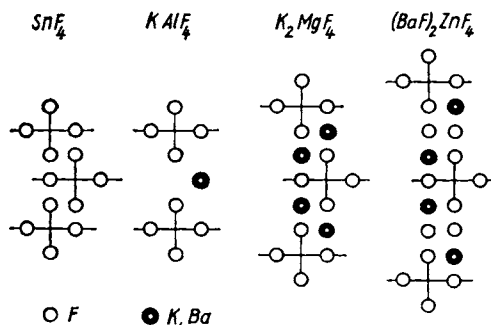 SnF₄ KAlF₄ K₂MgF₄ (BaF)₂ZnF₄
F K, Ba